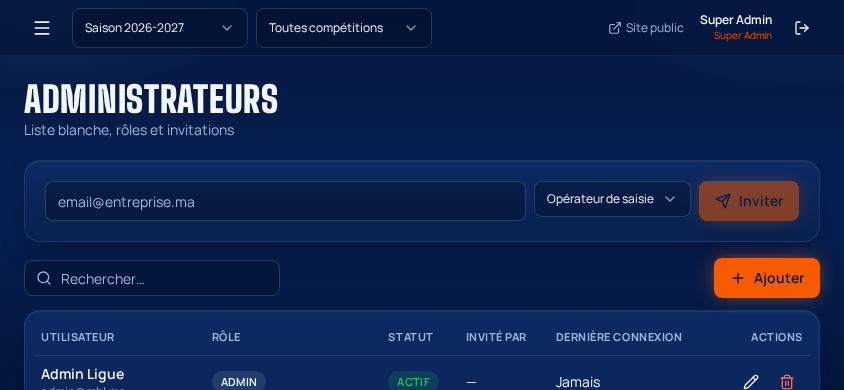 Saison 2026-2027
Toutes compétitions
Site public
Super Admin
Super Admin
ADMINISTRATEURS
Liste blanche, rôles et invitations
email@entreprise.ma
Opérateur de saisie
Inviter
Rechercher...
Ajouter
UTILISATEUR RÔLE STATUT INVITÉ PAR DERNIÈRE CONNEXION ACTIONS
Admin Ligue ADMIN ACTIF — Jamais